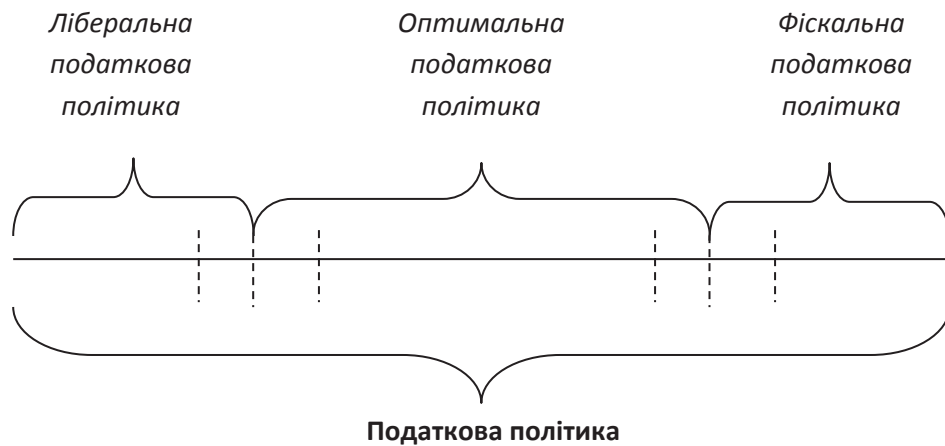 Ліберальна
податкова
політика
Оптимальна
податкова
політика
Фіскальна
податкова
політика
Податкова політика